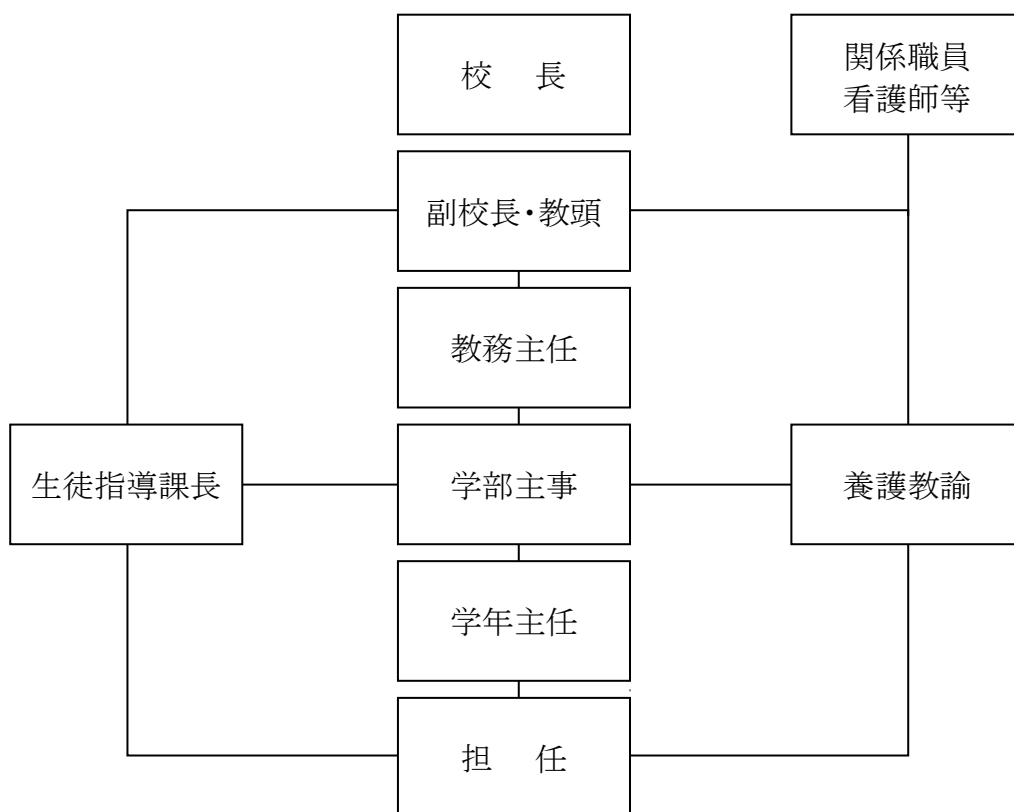 校　長
関係職員
看護師等
副校長・教頭
教務主任
生徒指導課長
学部主事
養護教諭
学年主任
担　任